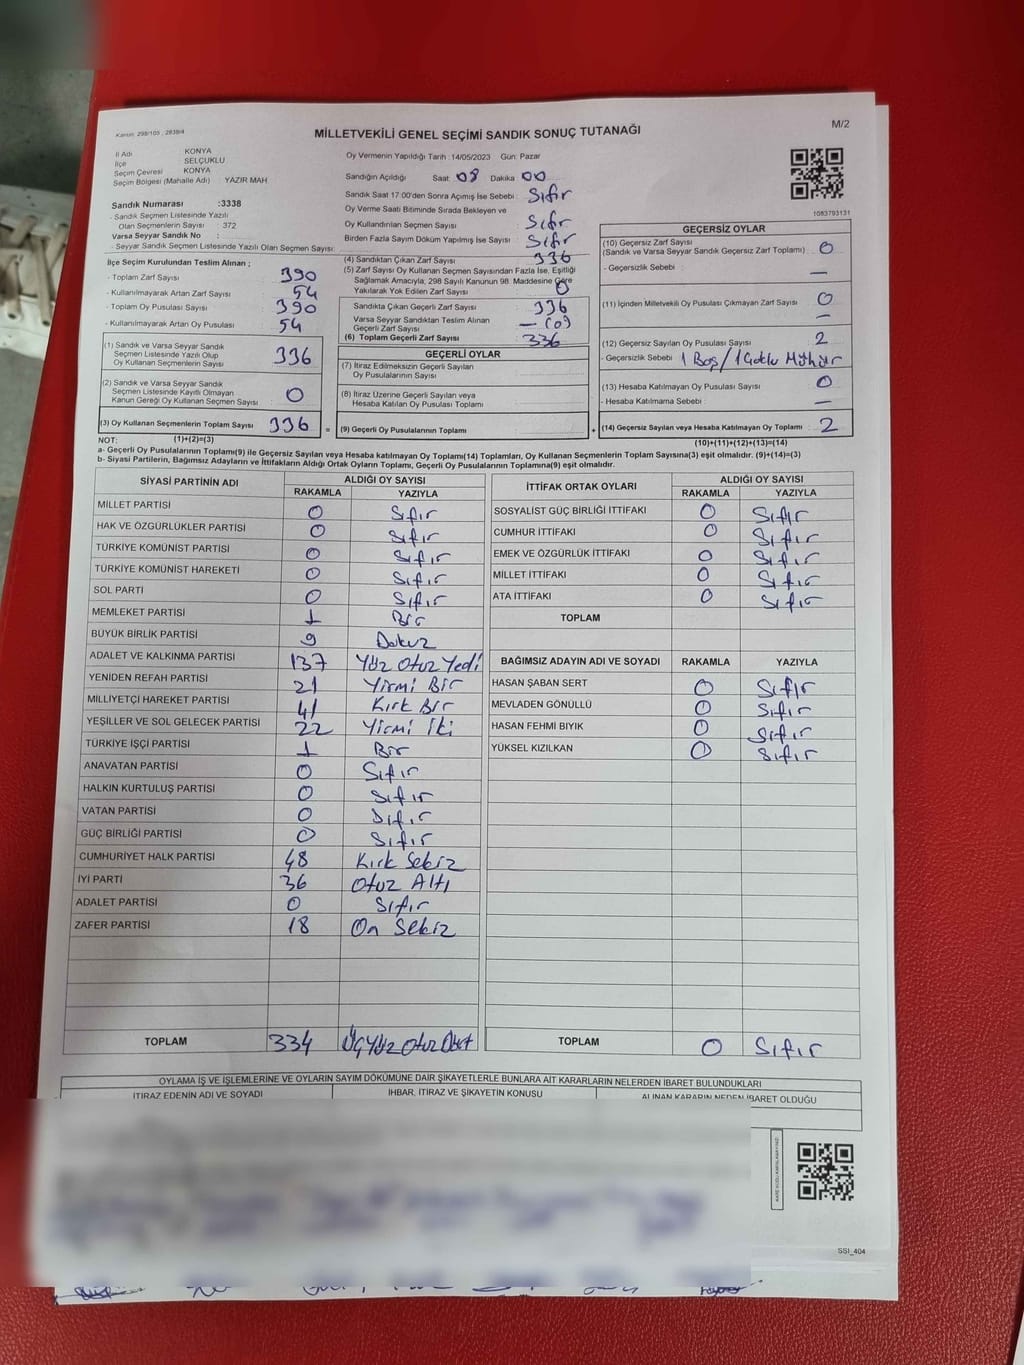 Kanun: 298/105 , 2839/4
MİLLETVEKİLİ GENEL SEÇİMİ SANDIK SONUÇ TUTANAĞI
M/2
İl Adı KONYA
İlçe SELÇUKLU
Seçim Çevresi KONYA
Seçim Bölgesi (Mahalle Adı) : YAZIR MAH
Sandık Numarası :3338
- Sandık Seçmen Listesinde Yazılı
Olan Seçmenlerin Sayısı : 372
Varsa Seyyar Sandık No :
- Seyyar Sandık Seçmen Listesinde Yazılı Olan Seçmen Sayısı:
Oy Vermenin Yapıldığı Tarih : 14/05/2023 Gün: Pazar
Sandığın Açıldığı Saat: 08 Dakika 00
Sandık Saat 17:00'den Sonra Açımış İse Sebebi : Sıfır
Oy Verme Saati Bitiminde Sırada Bekleyen ve
Oy Kullandırılan Seçmen Sayısı : Sıfır
Birden Fazla Sayım Döküm Yapılmış İse Sayısı : Sıfır
1083793131
İlçe Seçim Kurulundan Teslim Alınan ;
- Toplam Zarf Sayısı : 390
- Kullanılmayarak Artan Zarf Sayısı : 54
- Toplam Oy Pusulası Sayısı : 390
- Kullanılmayarak Artan Oy Pusulası : 54
(1) Sandık ve Varsa Seyyar Sandık
Seçmen Listesinde Yazılı Olup
Oy Kullanan Seçmenlerin Sayısı : 336
(2) Sandık ve Varsa Seyyar Sandık
Seçmen Listesinde Kayıtlı Olmayan
Kanun Gereği Oy Kullanan Seçmen Sayısı : 0
(3) Oy Kullanan Seçmenlerin Toplam Sayısı : 336
(1)+(2)=(3)
(4) Sandıktan Çıkan Zarf Sayısı : 336
(5) Zarf Sayısı Oy Kullanan Seçmen Sayısından Fazla İse, Eşitliği
Sağlamak Amacıyla, 298 Sayılı Kanunun 98. Maddesine Göre
Yakılarak Yok Edilen Zarf Sayısı : 0
Sandıkta Çıkan Geçerli Zarf Sayısı : 336
Varsa Seyyar Sandıktan Teslim Alınan
Geçerli Zarf Sayısı : — (0)
(6) Toplam Geçerli Zarf Sayısı : 336
GEÇERLİ OYLAR
(7) İtiraz Edilmeksizin Geçerli Sayılan
Oy Pusulalarının Sayısı :
(8) İtiraz Üzerine Geçerli Sayılan veya
Hesaba Katılan Oy Pusulası Toplamı :
= (9) Geçerli Oy Pusulalarının Toplamı :
GEÇERSİZ OYLAR
(10) Geçersiz Zarf Sayısı
(Sandık ve Varsa Seyyar Sandık Geçersiz Zarf Toplamı) : 0
- Geçersizlik Sebebi : —
(11) İçinden Milletvekili Oy Pusulası Çıkmayan Zarf Sayısı : 0
—
(12) Geçersiz Sayılan Oy Pusulası Sayısı : 2
- Geçersizlik Sebebi : 1 Boş / 1 Çoklu Mühür
(13) Hesaba Katılmayan Oy Pusulası Sayısı : 0
- Hesaba Katılmama Sebebi : —
+ (14) Geçersiz Sayılan veya Hesaba Katılmayan Oy Toplamı : 2
(10)+(11)+(12)+(13)=(14)
NOT:
a- Geçerli Oy Pusulalarının Toplamı(9) ile Geçersiz Sayılan veya Hesaba Katılmayan Oy Toplamı(14) Toplamları, Oy Kullanan Seçmenlerin Toplam Sayısına(3) eşit olmalıdır. (9)+(14)=(3)
b- Siyasi Partilerin, Bağımsız Adayların ve İttifakların Aldığı Ortak Oyların Toplamı, Geçerli Oy Pusulalarının Toplamına(9) eşit olmalıdır.
SİYASİ PARTİNİN ADI ALDIĞI OY SAYISI
RAKAMLA YAZIYLA
MİLLET PARTİSİ 0 Sıfır
HAK VE ÖZGÜRLÜKLER PARTİSİ 0 Sıfır
TÜRKİYE KOMÜNİST PARTİSİ 0 Sıfır
TÜRKİYE KOMÜNİST HAREKETİ 0 Sıfır
SOL PARTİ 0 Sıfır
MEMLEKET PARTİSİ 1 Bir
BÜYÜK BİRLİK PARTİSİ 9 Dokuz
ADALET VE KALKINMA PARTİSİ 137 Yüz Otuz Yedi
YENİDEN REFAH PARTİSİ 21 Yirmi Bir
MİLLİYETÇİ HAREKET PARTİSİ 41 Kırk Bir
YEŞİLLER VE SOL GELECEK PARTİSİ 22 Yirmi İki
TÜRKİYE İŞÇİ PARTİSİ 1 Bir
ANAVATAN PARTİSİ 0 Sıfır
HALKIN KURTULUŞ PARTİSİ 0 Sıfır
VATAN PARTİSİ 0 Sıfır
GÜÇ BİRLİĞİ PARTİSİ 0 Sıfır
CUMHURİYET HALK PARTİSİ 48 Kırk Sekiz
İYİ PARTİ 36 Otuz Altı
ADALET PARTİSİ 0 Sıfır
ZAFER PARTİSİ 18 On Sekiz
TOPLAM 334 Üç Yüz Otuz Dört
İTTİFAK ORTAK OYLARI ALDIĞI OY SAYISI
RAKAMLA YAZIYLA
SOSYALİST GÜÇ BİRLİĞİ İTTİFAKI 0 Sıfır
CUMHUR İTTİFAKI 0 Sıfır
EMEK VE ÖZGÜRLÜK İTTİFAKI 0 Sıfır
MİLLET İTTİFAKI 0 Sıfır
ATA İTTİFAKI 0 Sıfır
TOPLAM
BAĞIMSIZ ADAYIN ADI VE SOYADI RAKAMLA YAZIYLA
HASAN ŞABAN SERT 0 Sıfır
MEVLADEN GÖNÜLLÜ 0 Sıfır
HASAN FEHMI BIYIK 0 Sıfır
YÜKSEL KIZILKAN 0 Sıfır
TOPLAM 0 Sıfır
OYLAMA İŞ VE İŞLEMLERİNE VE OYLARIN SAYIM DÖKÜMÜNE DAİR ŞİKAYETLERLE BUNLARA AİT KARARLARIN NELERDEN İBARET BULUNDUKLARI
İTİRAZ EDENİN ADI VE SOYADI İHBAR, İTİRAZ VE ŞİKAYETİN KONUSU ALINAN KARARIN NEDEN İBARET OLDUĞU
SSI_404